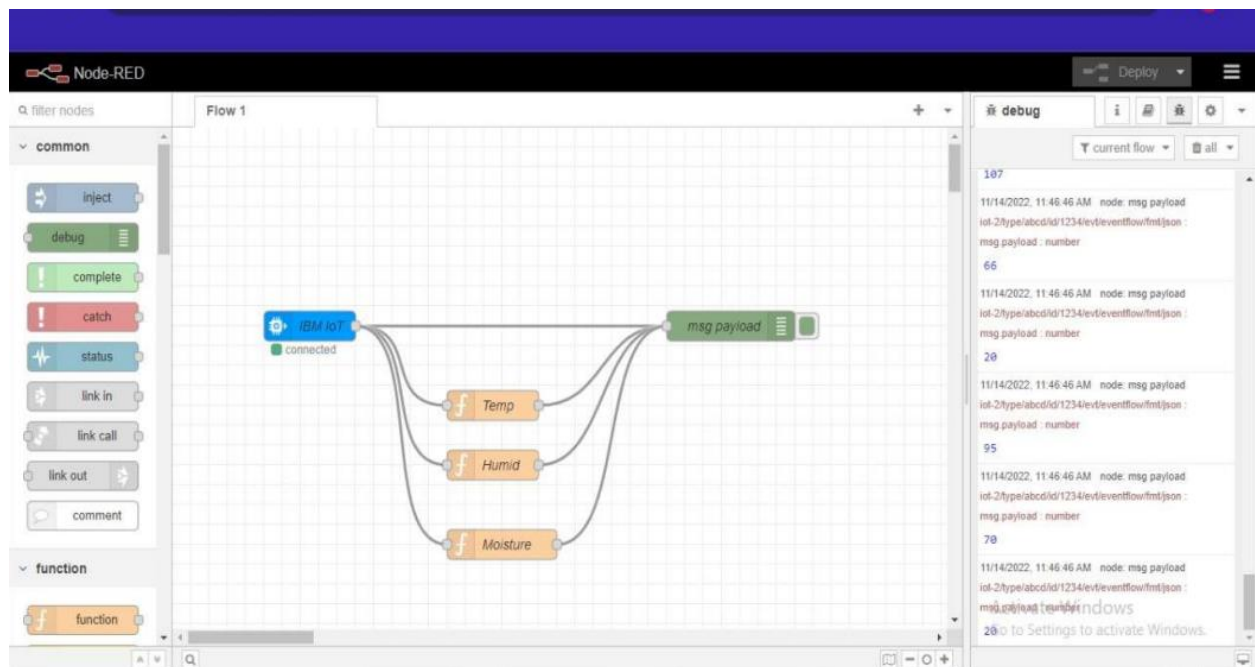 Node-RED
Deploy
filter nodes
Flow 1
debug
i
common
current flow
all
inject
debug
complete
catch
status
link in
link call
link out
comment
function
function
IBM IoT
connected
msg payload
Temp
Humid
Moisture
107
11/14/2022, 11:46:46 AM node: msg payload
iot-2/type/abcd/id/1234/evt/eventflow/fmt/json :
msg.payload : number
66
11/14/2022, 11:46:46 AM node: msg payload
iot-2/type/abcd/id/1234/evt/eventflow/fmt/json :
msg.payload : number
20
11/14/2022, 11:46:46 AM node: msg payload
iot-2/type/abcd/id/1234/evt/eventflow/fmt/json :
msg.payload : number
95
11/14/2022, 11:46:46 AM node: msg payload
iot-2/type/abcd/id/1234/evt/eventflow/fmt/json :
msg.payload : number
70
11/14/2022, 11:46:46 AM node: msg payload
iot-2/type/abcd/id/1234/evt/eventflow/fmt/json :
msg.payload : number
20
Activate Windows
Go to Settings to activate Windows.